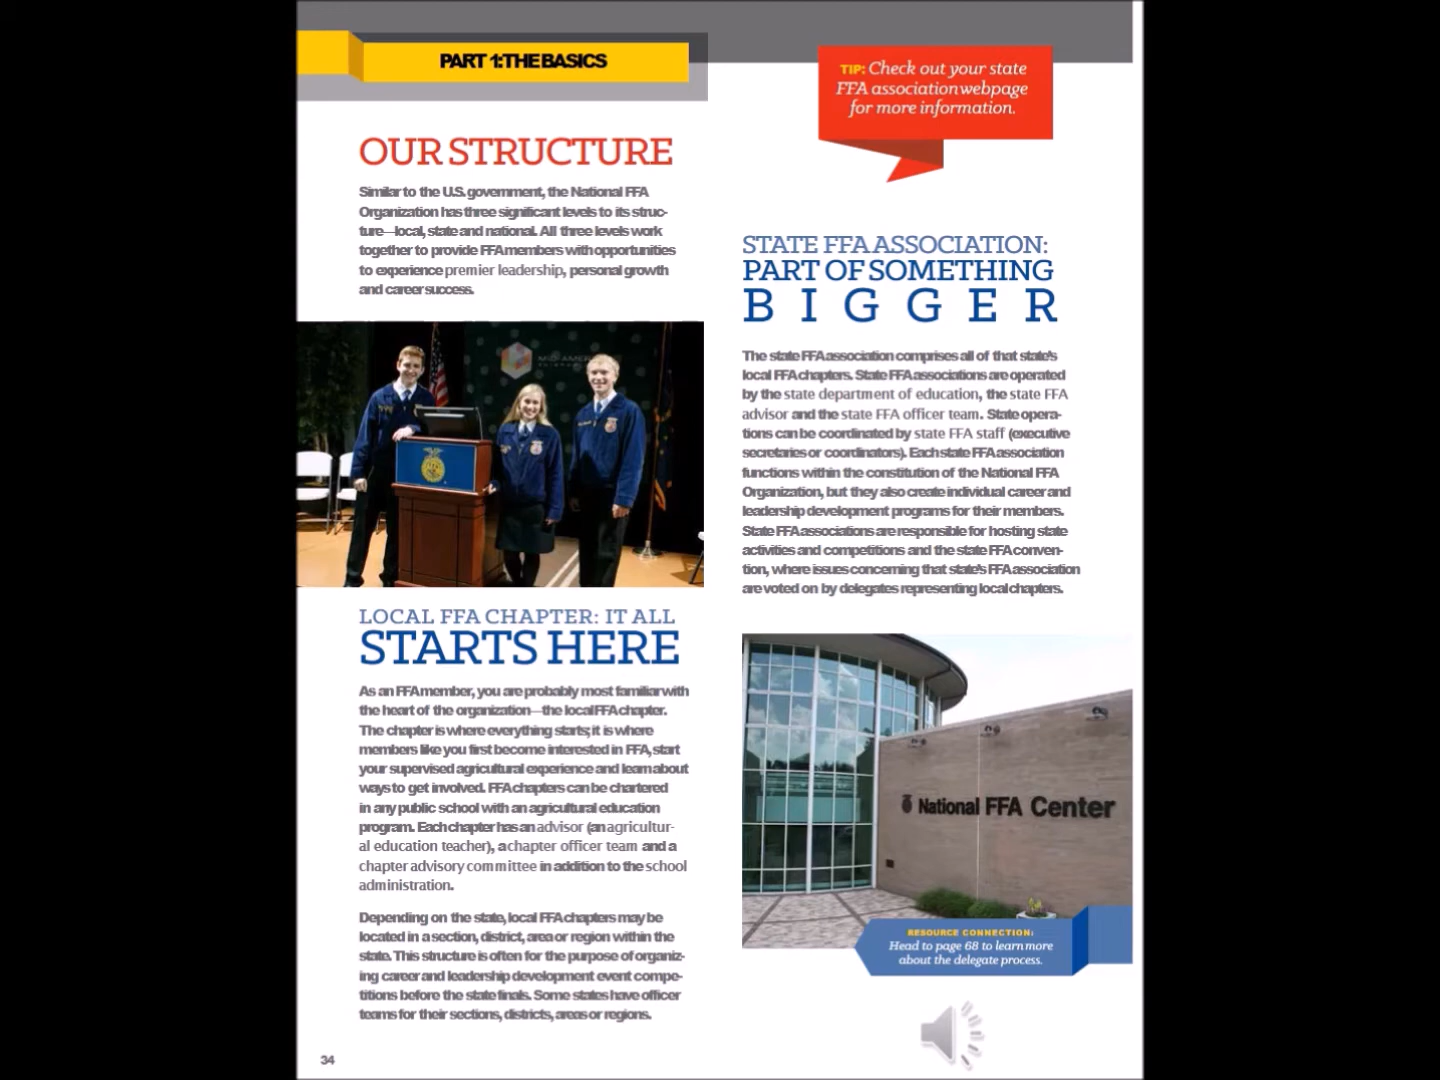 PART 1:THE BASICS
TIP: Check out your state
FFA association webpage
for more information.
OUR STRUCTURE
Similar to the U.S. government, the National FFA
Organization has three significant levels to its struc-
ture—local, state and national. All three levels work
together to provide FFA members with opportunities
to experience premier leadership, personal growth
and career success.
LOCAL FFA CHAPTER: IT ALL
STARTS HERE
As an FFA member, you are probably most familiar with
the heart of the organization—the local FFA chapter.
The chapter is where everything starts; it is where
members like you first become interested in FFA, start
your supervised agricultural experience and learn about
ways to get involved. FFA chapters can be chartered
in any public school with an agricultural education
program. Each chapter has an advisor (an agricultur-
al education teacher), a chapter officer team and a
chapter advisory committee in addition to the school
administration.
Depending on the state, local FFA chapters may be
located in a section, district, area or region within the
state. This structure is often for the purpose of organiz-
ing career and leadership development event compe-
titions before the state finals. Some states have officer
teams for their sections, districts, areas or regions.
34
STATE FFA ASSOCIATION:
PART OF SOMETHING
BIGGER
The state FFA association comprises all of that state's
local FFA chapters. State FFA associations are operated
by the state department of education, the state FFA
advisor and the state FFA officer team. State opera-
tions can be coordinated by state FFA staff (executive
secretaries or coordinators). Each state FFA association
functions within the constitution of the National FFA
Organization, but they also create individual career and
leadership development programs for their members.
State FFA associations are responsible for hosting state
activities and competitions and the state FFA conven-
tion, where issues concerning that state's FFA association
are voted on by delegates representing local chapters.
National FFA Center
RESOURCE CONNECTION:
Head to page 68 to learn more
about the delegate process.